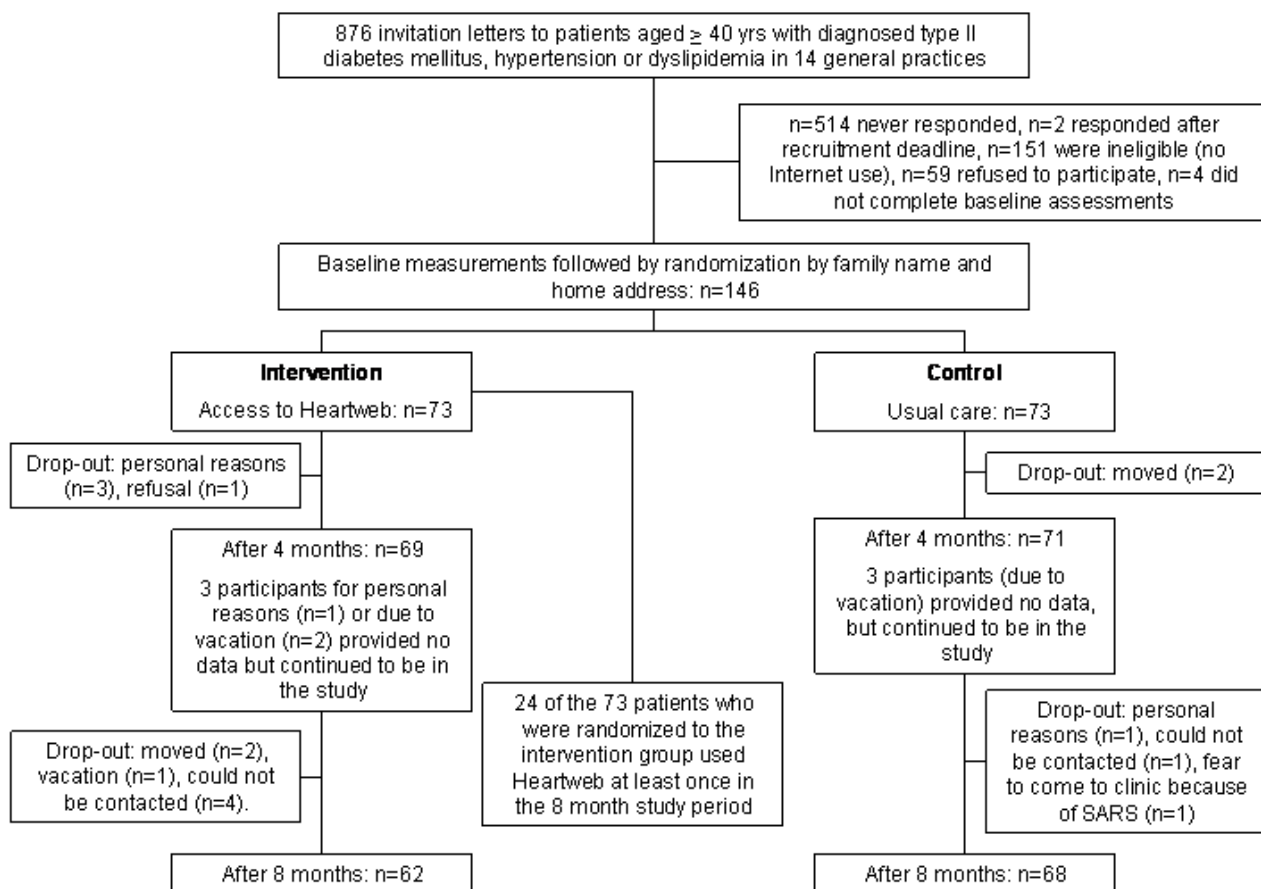 876 invitation letters to patients aged ≥ 40 yrs with diagnosed type II
diabetes mellitus, hypertension or dyslipidemia in 14 general practices
n=514 never responded, n=2 responded after
recruitment deadline, n=151 were ineligible (no
Internet use), n=59 refused to participate, n=4 did
not complete baseline assessments
Baseline measurements followed by randomization by family name and
home address: n=146
Intervention
Access to Heartweb: n=73
Control
Usual care: n=73
Drop-out: personal reasons
(n=3), refusal (n=1)
Drop-out: moved (n=2)
After 4 months: n=69
3 participants for personal
reasons (n=1) or due to
vacation (n=2) provided no
data but continued to be in
the study
After 4 months: n=71
3 participants (due to
vacation) provided no data,
but continued to be in the
study
24 of the 73 patients who
were randomized to the
intervention group used
Heartweb at least once in
the 8 month study period
Drop-out: moved (n=2),
vacation (n=1), could not
be contacted (n=4).
Drop-out: personal
reasons (n=1), could not
be contacted (n=1), fear
to come to clinic because
of SARS (n=1)
After 8 months: n=62
After 8 months: n=68